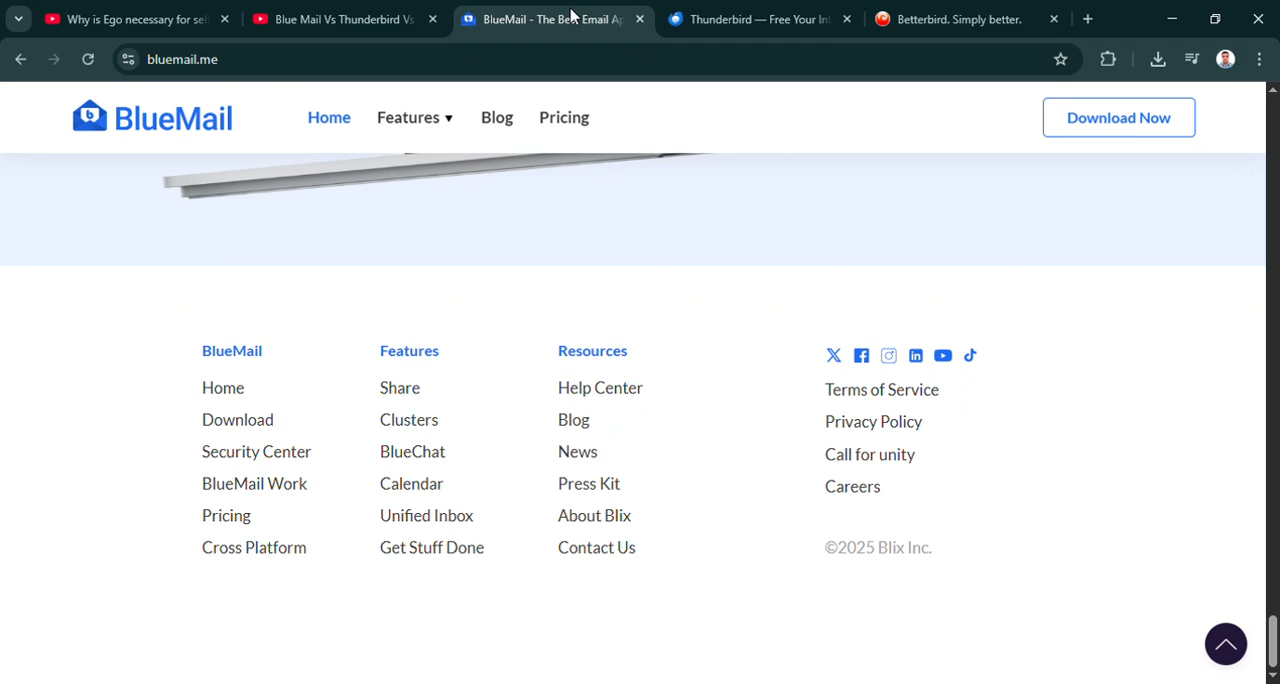 Why is Ego necessary for sel
Blue Mail Vs Thunderbird Vs
BlueMail - The Best Email Ap
Thunderbird — Free Your In
Betterbird. Simply better.
bluemail.me
BlueMail
Home
Features ▼
Blog
Pricing
Download Now
BlueMail
Home
Download
Security Center
BlueMail Work
Pricing
Cross Platform
Features
Share
Clusters
BlueChat
Calendar
Unified Inbox
Get Stuff Done
Resources
Help Center
Blog
News
Press Kit
About Blix
Contact Us
Terms of Service
Privacy Policy
Call for unity
Careers
©2025 Blix Inc.